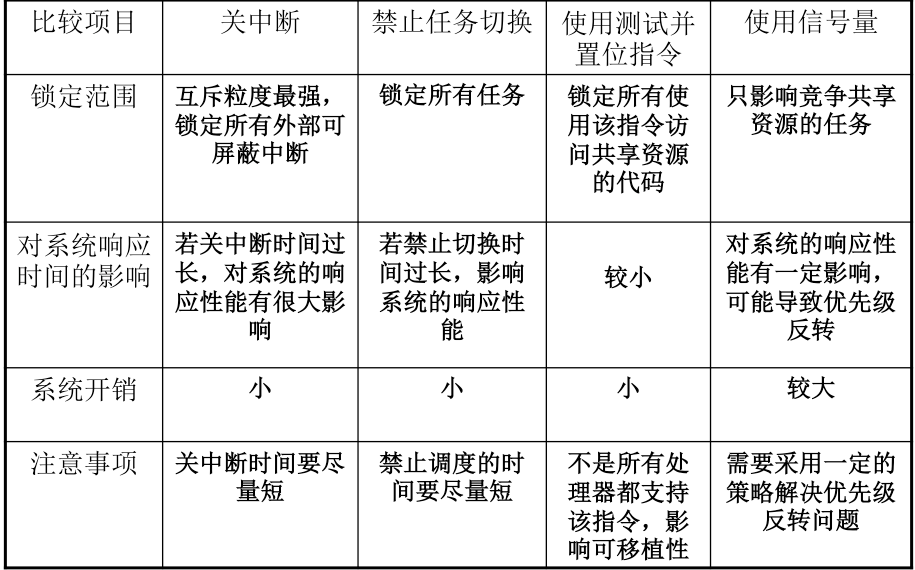 比较项目
关中断
禁止任务切换
使用测试并
置位指令
使用信号量
锁定范围
互斥粒度最强，
锁定所有外部可
屏蔽中断
锁定所有任务
锁定所有使
用该指令访
问共享资源
的代码
只影响竞争共享
资源的任务
对系统响应
时间的影响
若关中断时间过
长，对系统的响
应性能有很大影
响
若禁止切换时
间过长，影响
系统的响应性
能
较小
对系统的响应性
能有一定影响，
可能导致优先级
反转
系统开销
小
小
小
较大
注意事项
关中断时间要尽
量短
禁止调度的时
间要尽量短
不是所有处
理器都支持
该指令，影
响可移植性
需要采用一定的
策略解决优先级
反转问题